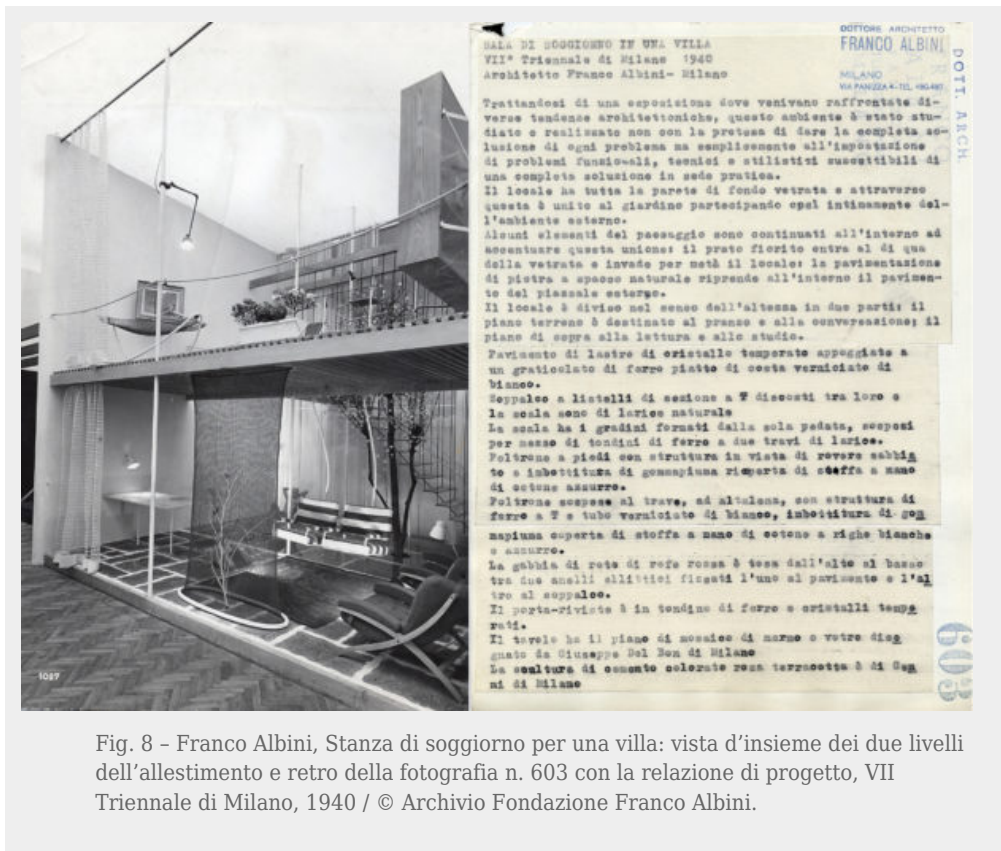 SALA DI SOGGIORNO IN UNA VILLA
VII° Triennale di Milano 1940
Architetto Franco Albini- Milano
DOTTORE ARCHITETTO
FRANCO ALBINI
MILANO
VIA PANIZZA 4-TEL.
DOTT. ARCH.
Trattandosi di una esposizione dove venivano raffrontate di-
verse tendenze architettoniche, questo ambiente è stato stu-
diato e realizzato non con la pretesa di dare la completa so-
luzione di ogni problema ma semplicemente all'impostazione
di problemi funzionali, tecnici e stilistici suscettibili di
una completa soluzione in sede pratica.
Il locale ha tutta la parete di fondo vetrata e attraverso
questa è unito al giardino partecipando così intimamente del-
l'ambiente esterno.
Alcuni elementi del paesaggio sono continuati all'interno ad
accentuare questa unione: il prato fiorito entra al di qua
della vetrata e invade per metà il locale: la pavimentazione
di pietra a spacco naturale riprende all'interno il pavimen-
to del piazzale esterno.
Il locale è diviso nel senso dell'altezza in due parti: il
piano terreno è destinato al pranzo e alla conversazione; il
piano di sopra alla lettura e allo studio.
Pavimento di lastre di cristallo temperato appoggiate a
un graticolato di ferro piatto di costa verniciato di
bianco.
Soppalco a listelli di sezione a T discosti tra loro e
la scala sono di larice naturale
La scala ha i gradini formati dalla sola pedata, sospesi
per mezzo di tondini di ferro a due travi di larice.
Poltrone a piedi con struttura in vista di rovere sabbia
to e imbottitura di gommapiuma ricoperta di stoffa a mano
di cotone azzurro.
Poltrone sospese al trave, ad altalena, con struttura di
ferro a T e tubo verniciato di bianco, imbottitura di gom
mapiuma coperta di stoffa a mano di cotone a righe bianche
e azzurro.
La gabbia di rete di refe rossa è tesa dall'alto al basso
tra due anelli ellittici fissati l'uno al pavimento e l'al
tro al soppalco.
Il porta-riviste è in tondino di ferro e cristalli tempe
rati.
Il tavolo ha il piano di mosaico di marmo e vetro dise
gnato da Giuseppe Del Bon di Milano
La scultura di cemento colorato rosa terracotta è di
di Milano
603
1027
Fig. 8 – Franco Albini, Stanza di soggiorno per una villa: vista d'insieme dei due livelli
dell'allestimento e retro della fotografia n. 603 con la relazione di progetto, VII
Triennale di Milano, 1940 / © Archivio Fondazione Franco Albini.